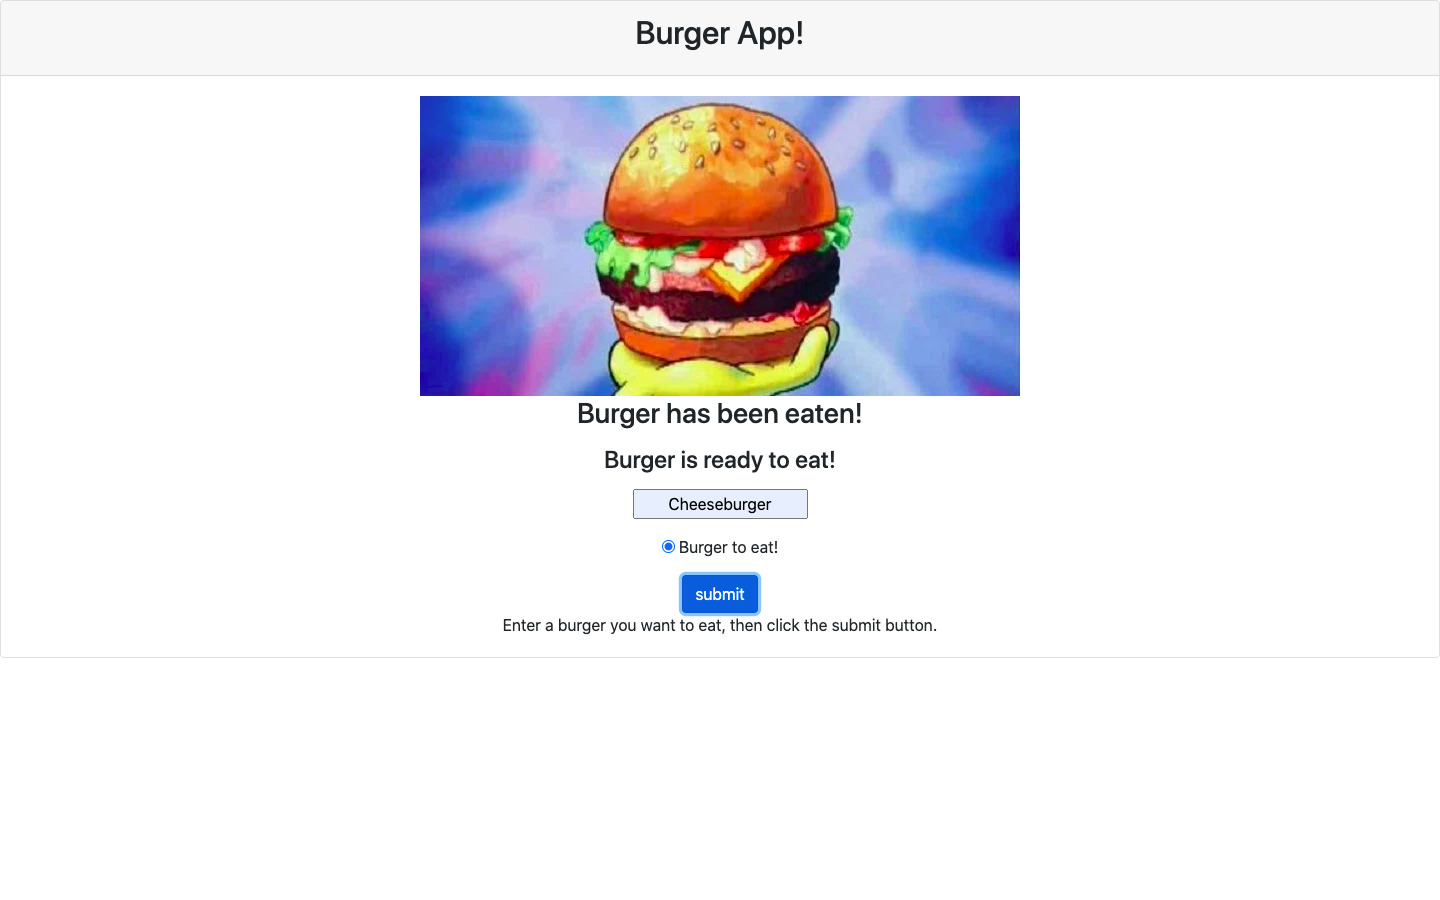 Burger App!
Burger has been eaten!
Burger is ready to eat!
Cheeseburger
Burger to eat!
submit
Enter a burger you want to eat, then click the submit button.